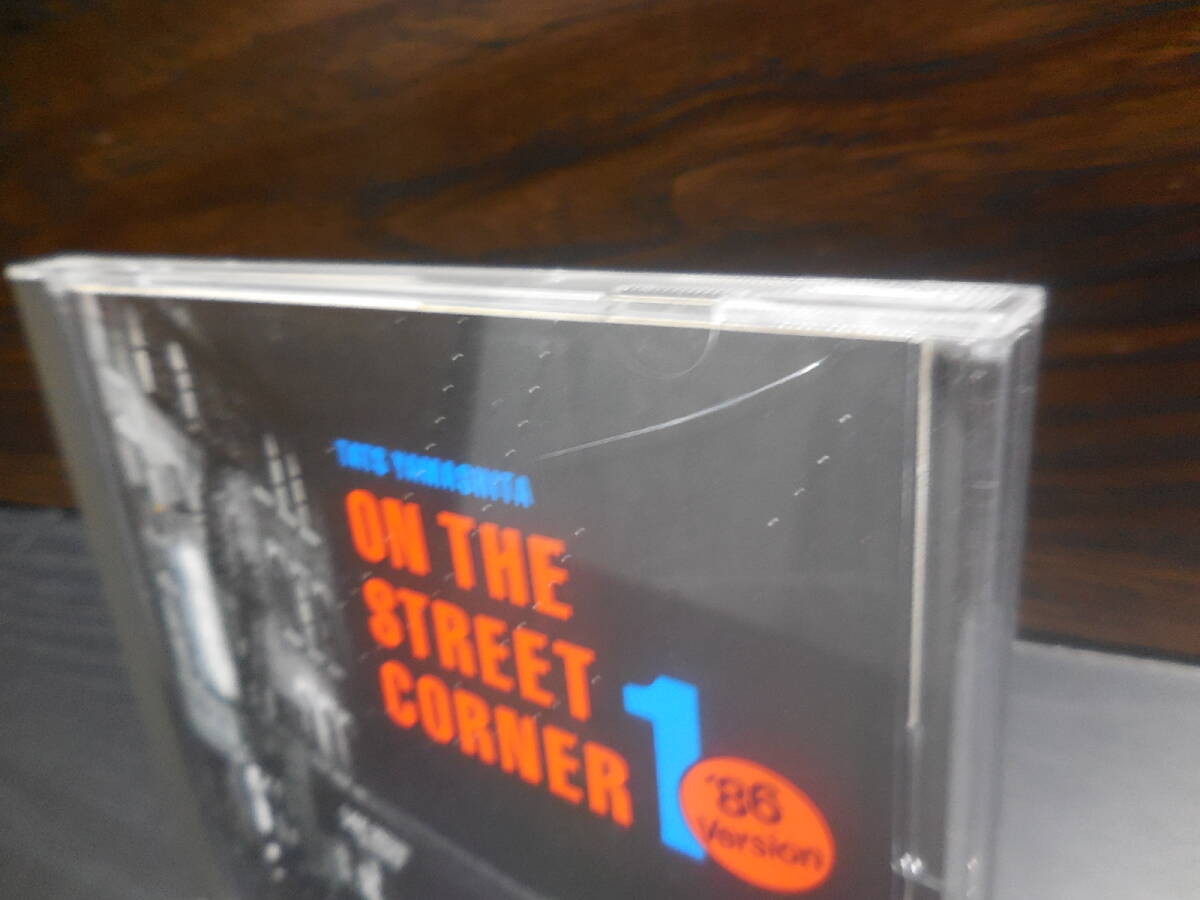 TATS YAMASHITA
ON THE
STREET
CORNER
1
'86
Version